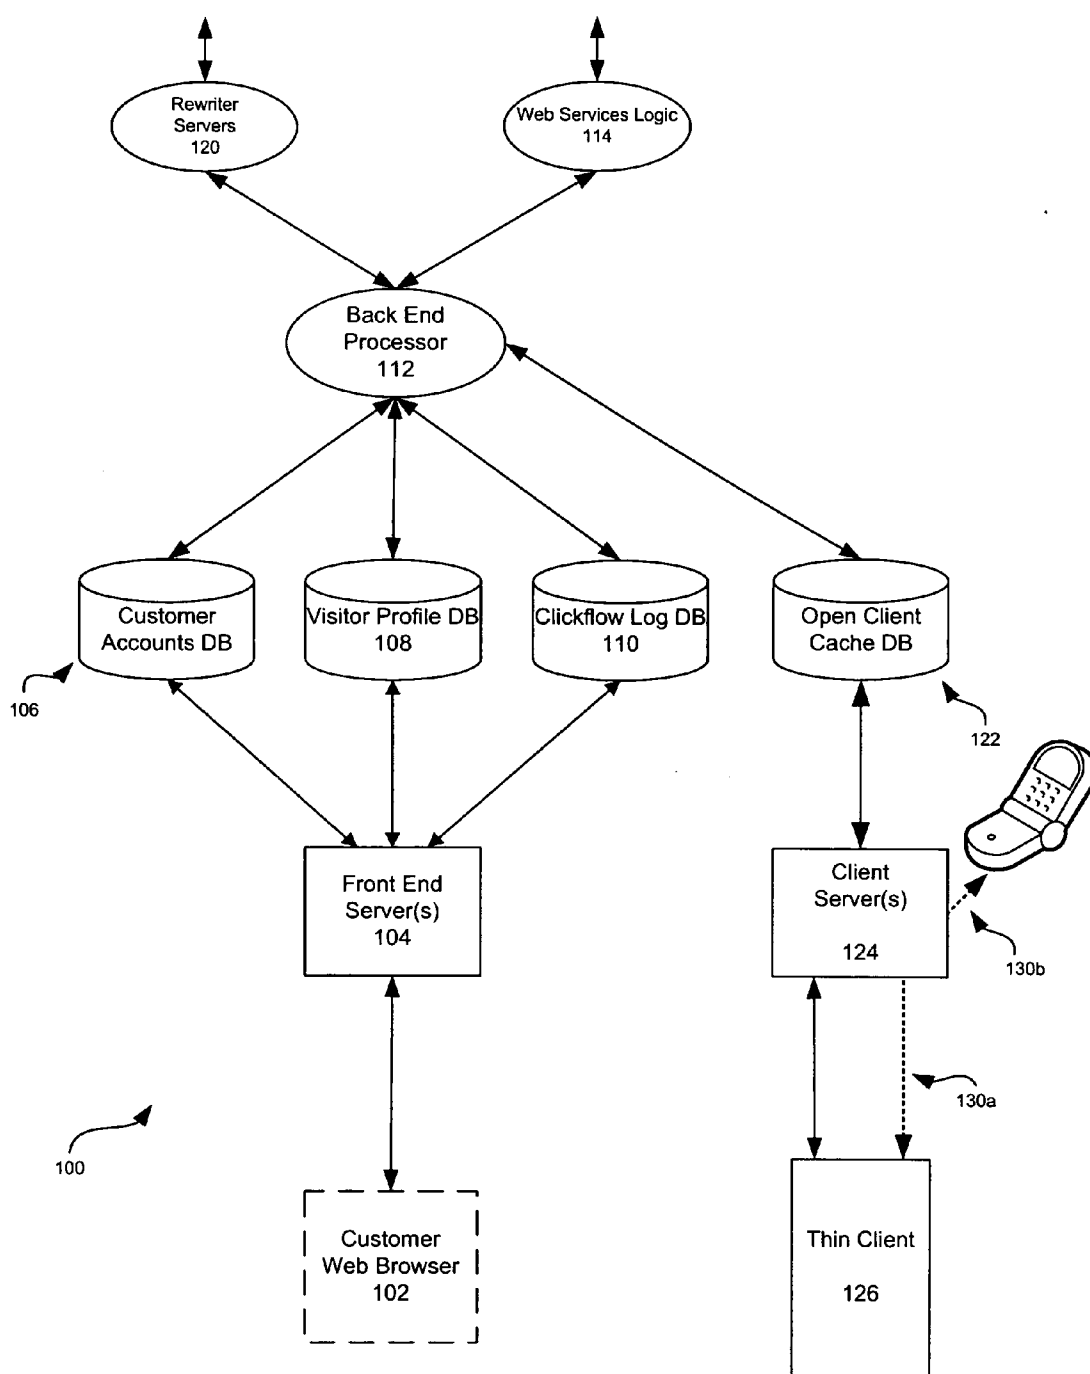 Rewriter
Servers
120
Web Services Logic
114
Back End
Processor
112
Customer
Accounts DB
106
Visitor Profile DB
108
Clickflow Log DB
110
Open Client
Cache DB
122
Front End
Server(s)
104
Client
Server(s)
124
130b
130a
100
Customer
Web Browser
102
Thin Client
126